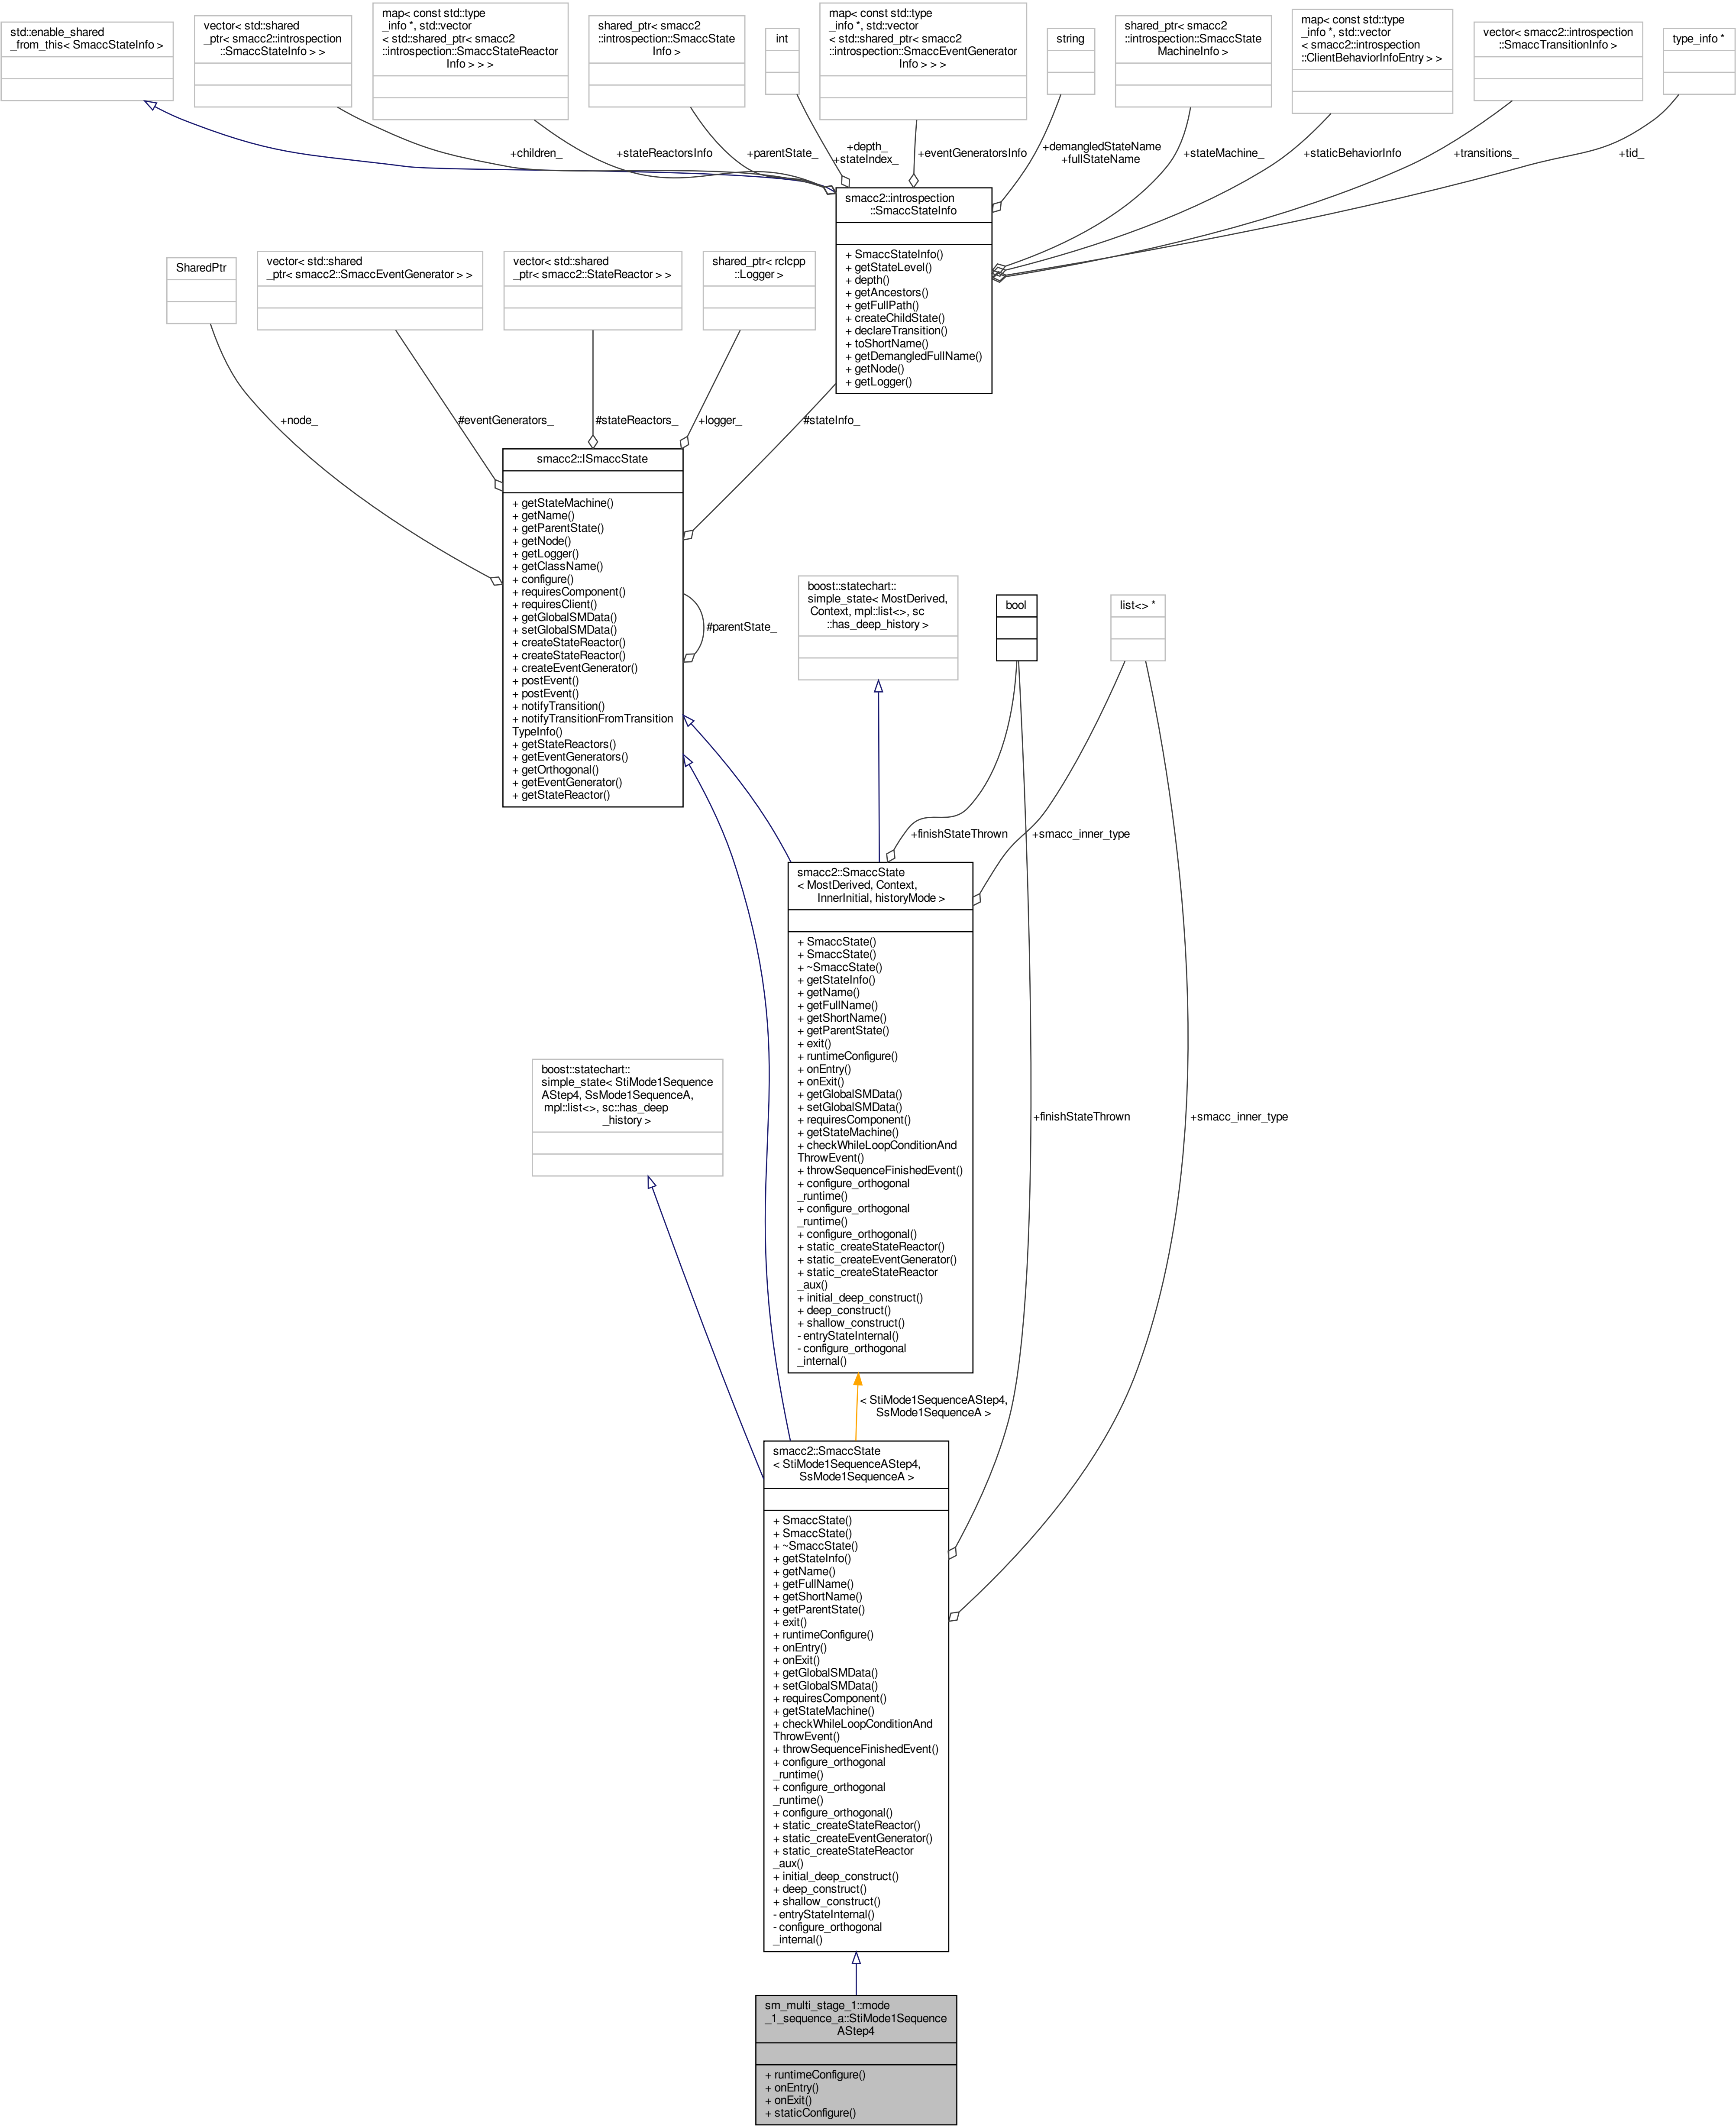 std::enable_shared
_from_this< SmaccStateInfo >
vector< std::shared
_ptr< smacc2::introspection
::SmaccStateInfo > >
map< const std::type
_info *, std::vector
< std::shared_ptr< smacc2
::introspection::SmaccStateReactor
Info > > >
shared_ptr< smacc2
::introspection::SmaccState
Info >
int
map< const std::type
_info *, std::vector
< std::shared_ptr< smacc2
::introspection::SmaccEventGenerator
Info > > >
string
shared_ptr< smacc2
::introspection::SmaccState
MachineInfo >
map< const std::type
_info *, std::vector
< smacc2::introspection
::ClientBehaviorInfoEntry > >
vector< smacc2::introspection
::SmaccTransitionInfo >
type_info *
+children_
+stateReactorsInfo
+parentState_
+depth_
+stateIndex_
+eventGeneratorsInfo
+demangledStateName
+fullStateName
+stateMachine_
+staticBehaviorInfo
+transitions_
+tid_
smacc2::introspection
::SmaccStateInfo
+ SmaccStateInfo()
+ getStateLevel()
+ depth()
+ getAncestors()
+ getFullPath()
+ createChildState()
+ declareTransition()
+ toShortName()
+ getDemangledFullName()
+ getNode()
+ getLogger()
SharedPtr
vector< std::shared
_ptr< smacc2::SmaccEventGenerator > >
vector< std::shared
_ptr< smacc2::StateReactor > >
shared_ptr< rclcpp
::Logger >
+node_
#eventGenerators_
#stateReactors_
+logger_
#stateInfo_
smacc2::ISmaccState
+ getStateMachine()
+ getName()
+ getParentState()
+ getNode()
+ getLogger()
+ getClassName()
+ configure()
+ requiresComponent()
+ requiresClient()
+ getGlobalSMData()
+ setGlobalSMData()
+ createStateReactor()
+ createStateReactor()
+ createEventGenerator()
+ postEvent()
+ postEvent()
+ notifyTransition()
+ notifyTransitionFromTransition
TypeInfo()
+ getStateReactors()
+ getEventGenerators()
+ getOrthogonal()
+ getEventGenerator()
+ getStateReactor()
#parentState_
boost::statechart::
simple_state< MostDerived,
Context, mpl::list<>, sc
::has_deep_history >
bool
list<> *
+finishStateThrown
+smacc_inner_type
smacc2::SmaccState
< MostDerived, Context,
InnerInitial, historyMode >
+ SmaccState()
+ SmaccState()
+ ~SmaccState()
+ getStateInfo()
+ getName()
+ getFullName()
+ getShortName()
+ getParentState()
+ exit()
+ runtimeConfigure()
+ onEntry()
+ onExit()
+ getGlobalSMData()
+ setGlobalSMData()
+ requiresComponent()
+ getStateMachine()
+ checkWhileLoopConditionAnd
ThrowEvent()
+ throwSequenceFinishedEvent()
+ configure_orthogonal
_runtime()
+ configure_orthogonal
_runtime()
+ configure_orthogonal()
+ static_createStateReactor()
+ static_createEventGenerator()
+ static_createStateReactor
_aux()
+ initial_deep_construct()
+ deep_construct()
+ shallow_construct()
- entryStateInternal()
- configure_orthogonal
_internal()
boost::statechart::
simple_state< StiMode1Sequence
AStep4, SsMode1SequenceA,
mpl::list<>, sc::has_deep
_history >
+finishStateThrown
+smacc_inner_type
< StiMode1SequenceAStep4,
SsMode1SequenceA >
smacc2::SmaccState
< StiMode1SequenceAStep4,
SsMode1SequenceA >
+ SmaccState()
+ SmaccState()
+ ~SmaccState()
+ getStateInfo()
+ getName()
+ getFullName()
+ getShortName()
+ getParentState()
+ exit()
+ runtimeConfigure()
+ onEntry()
+ onExit()
+ getGlobalSMData()
+ setGlobalSMData()
+ requiresComponent()
+ getStateMachine()
+ checkWhileLoopConditionAnd
ThrowEvent()
+ throwSequenceFinishedEvent()
+ configure_orthogonal
_runtime()
+ configure_orthogonal
_runtime()
+ configure_orthogonal()
+ static_createStateReactor()
+ static_createEventGenerator()
+ static_createStateReactor
_aux()
+ initial_deep_construct()
+ deep_construct()
+ shallow_construct()
- entryStateInternal()
- configure_orthogonal
_internal()
sm_multi_stage_1::mode
_1_sequence_a::StiMode1Sequence
AStep4
+ runtimeConfigure()
+ onEntry()
+ onExit()
+ staticConfigure()